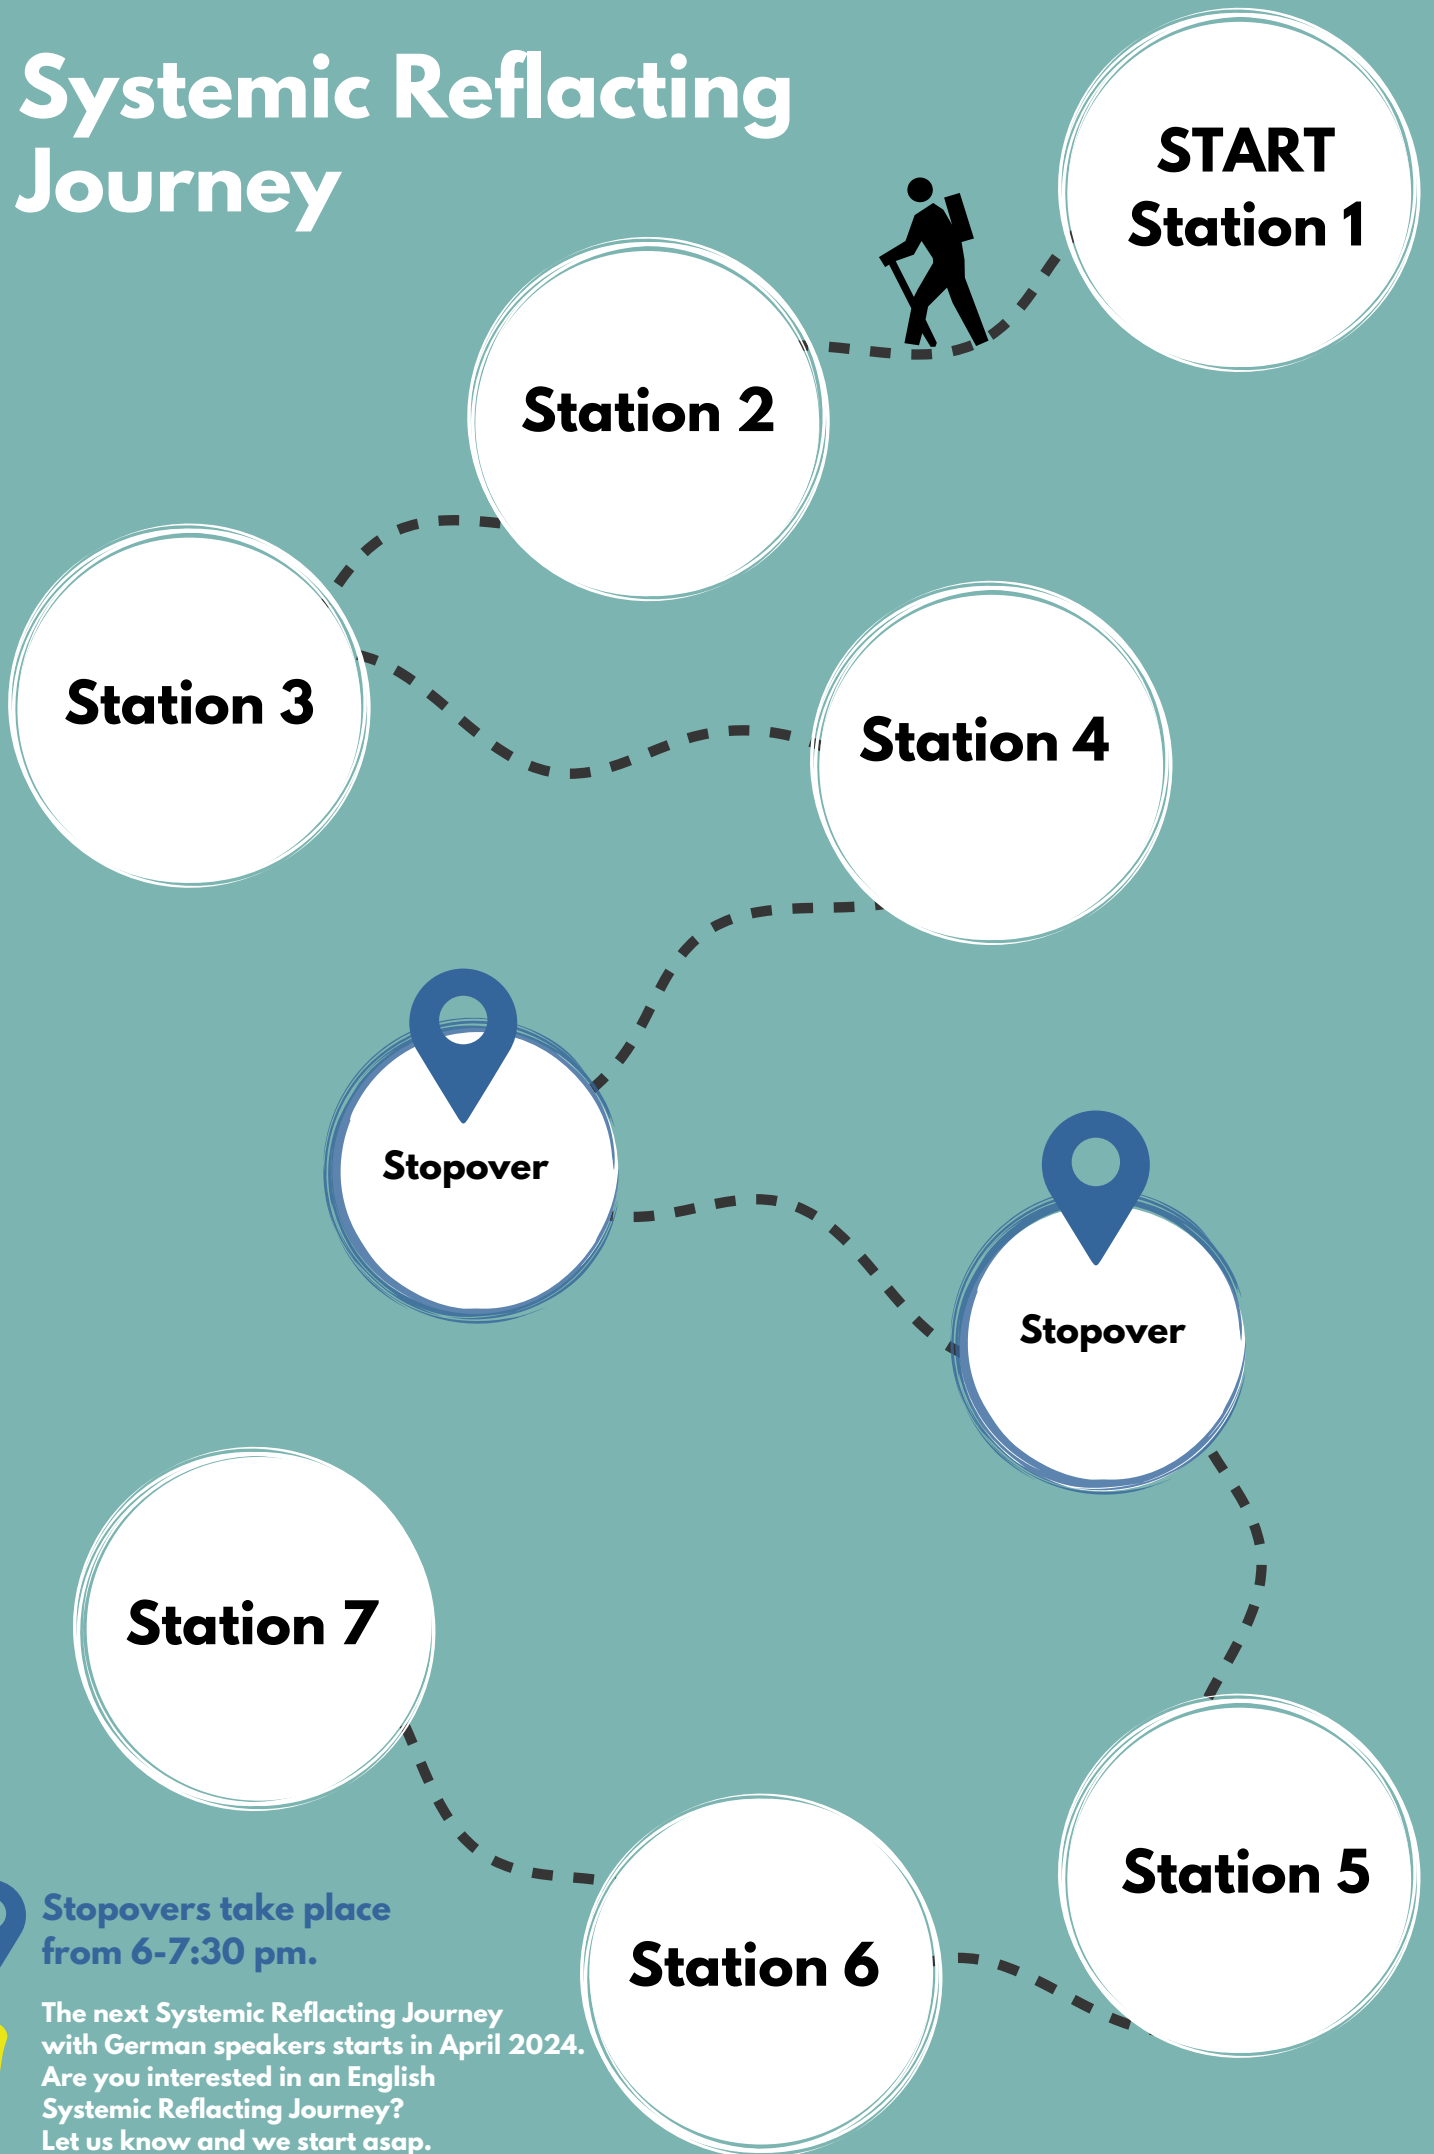 Systemic Reflacting
Journey
START
Station 1
Station 2
Station 3
Station 4
Stopover
Stopover
Station 7
Station 5
Station 6
Stopovers take place
from 6-7:30 pm.
The next Systemic Reflacting Journey
with German speakers starts in April 2024.
Are you interested in an English
Systemic Reflacting Journey?
Let us know and we start asap.